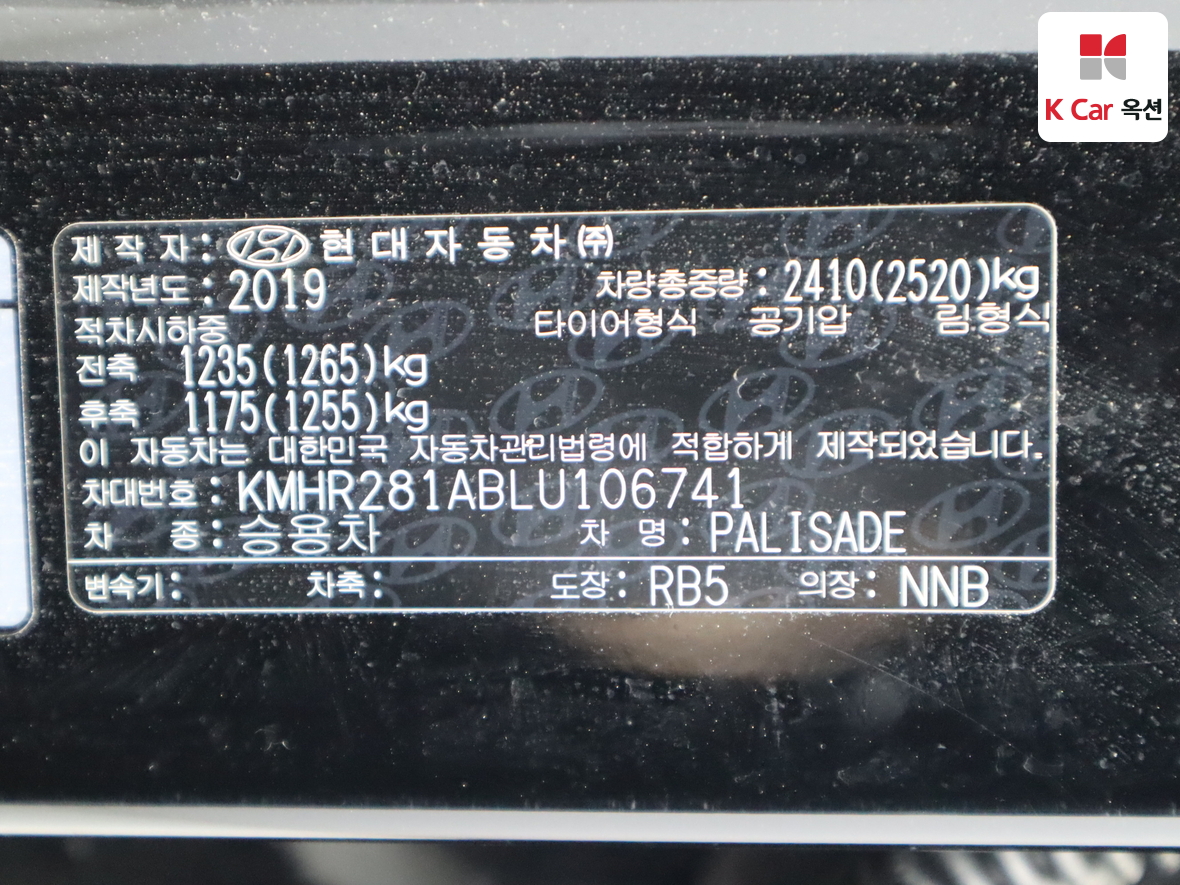 K Car 옥션
제 작 자 : 현 대 자 동 차 ㈜
제작년도 : 2019 차량총중량 : 2410(2520)kg
적차시하중 타이어형식 공기압 림형식
전축 1235(1265)kg
후축 1175(1255)kg
이 자동차는 대한민국 자동차관리법령에 적합하게 제작되었습니다.
차대번호 : KMHR281ABLU106741
차 종 : 승용차 차 명 : PALISADE
변속기 : 차축 : 도장 : RB5 의장 : NNB